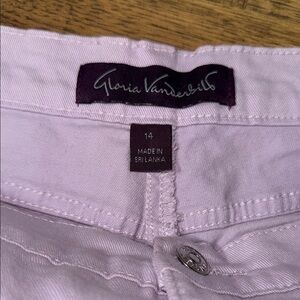 Gloria Vanderbilt
14
MADE IN
SRI LANKA